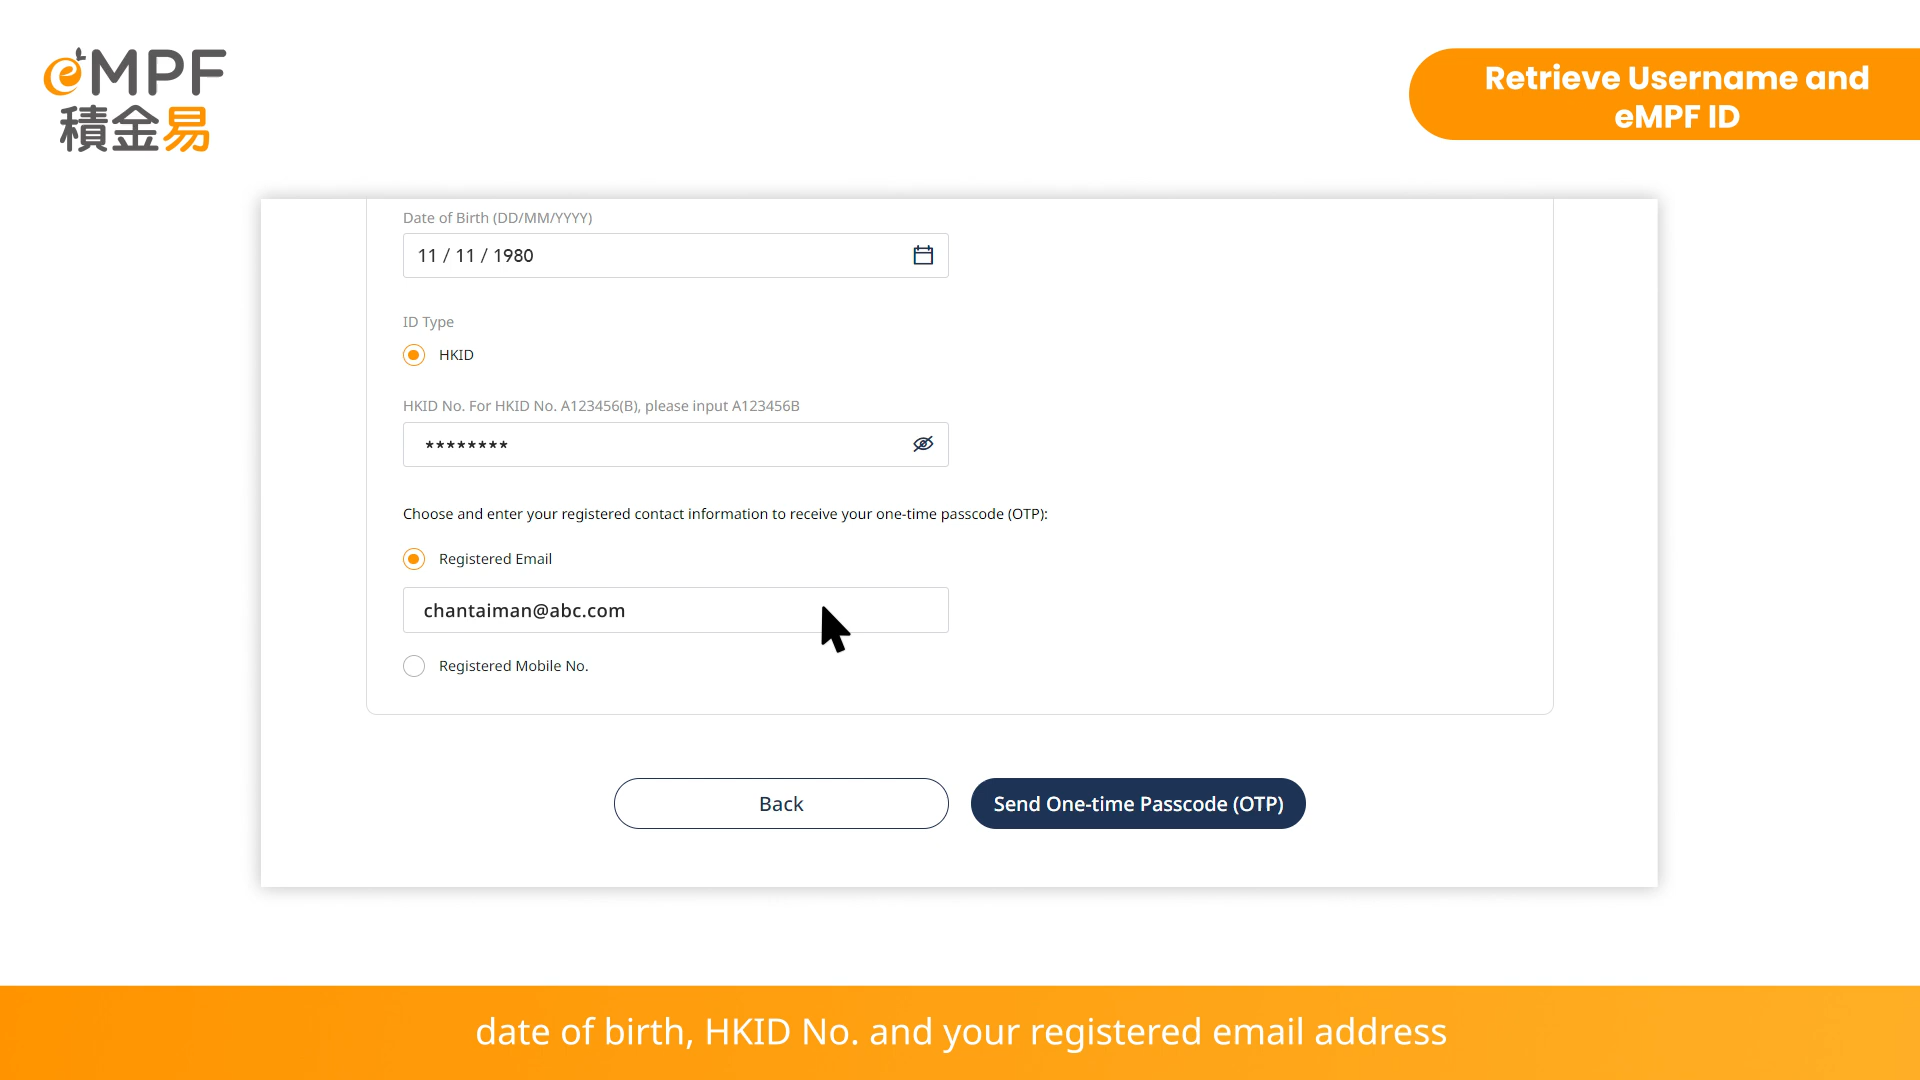 eMPF
積金易
Retrieve Username and
eMPF ID
Date of Birth (DD/MM/YYYY)
11 / 11 / 1980
ID Type
HKID
HKID No. For HKID No. A123456(B), please input A123456B
********
Choose and enter your registered contact information to receive your one-time passcode (OTP):
Registered Email
chantaiman@abc.com
Registered Mobile No.
Back
Send One-time Passcode (OTP)
date of birth, HKID No. and your registered email address